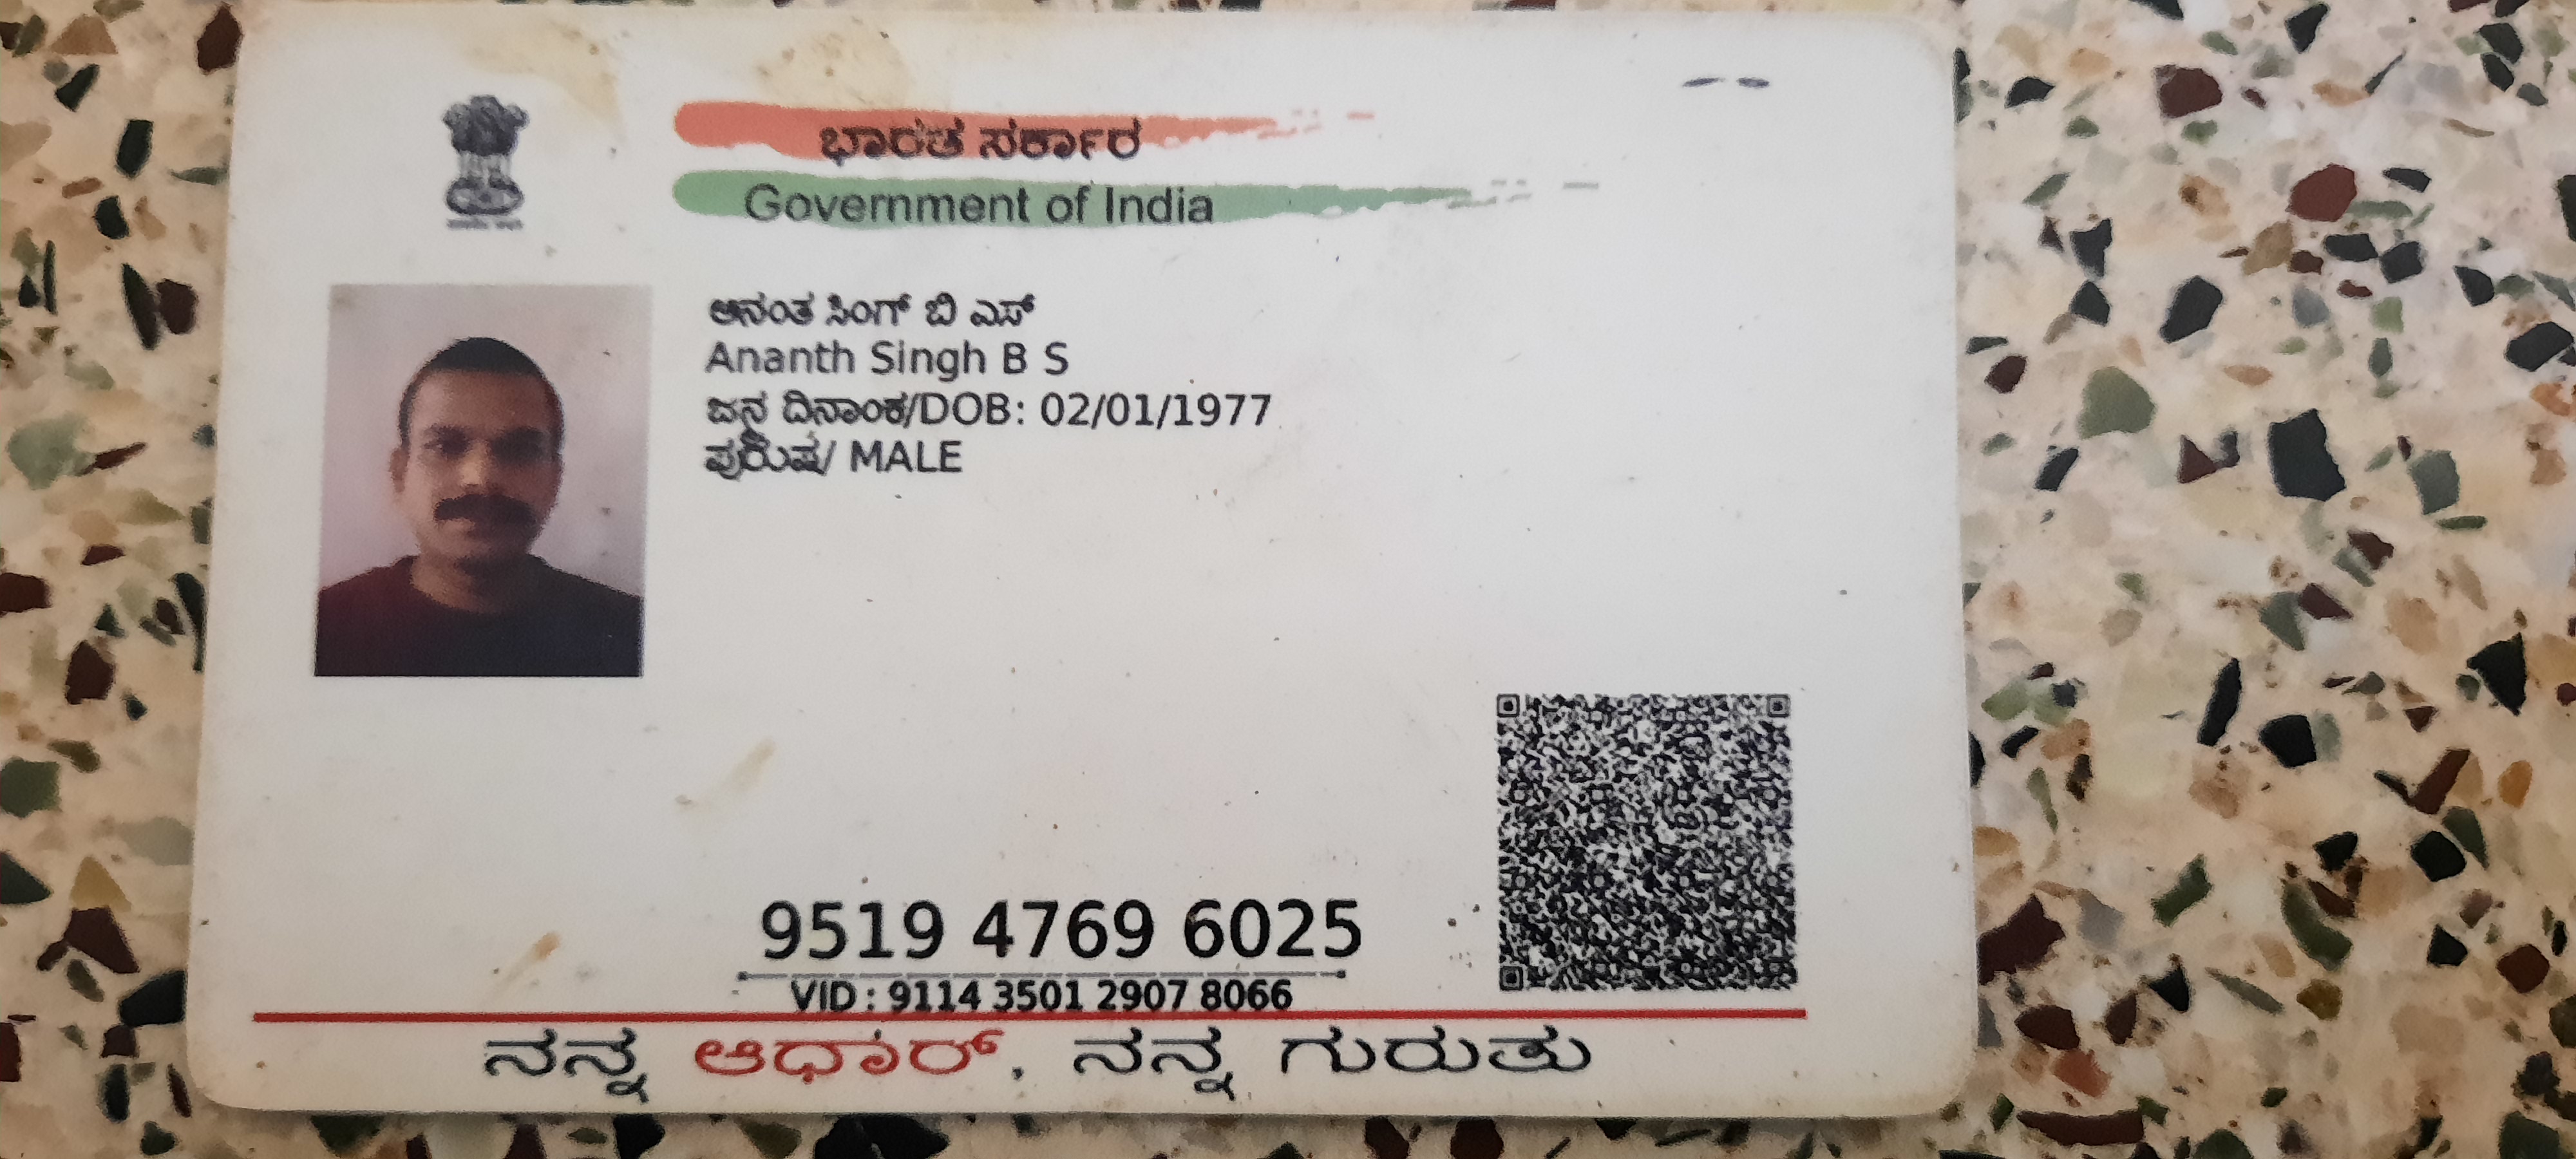 ಭಾರತ ಸರ್ಕಾರ
Government of India
ಅನಂತ ಸಿಂಗ್ ಬಿ ಎಸ್
Ananth Singh B S
ಜನ್ಮ ದಿನಾಂಕ/DOB: 02/01/1977
ಪುರುಷ/ MALE
9519 4769 6025
VID : 9114 3501 2907 8066
ನನ್ನ ಆಧಾರ್, ನನ್ನ ಗುರುತು